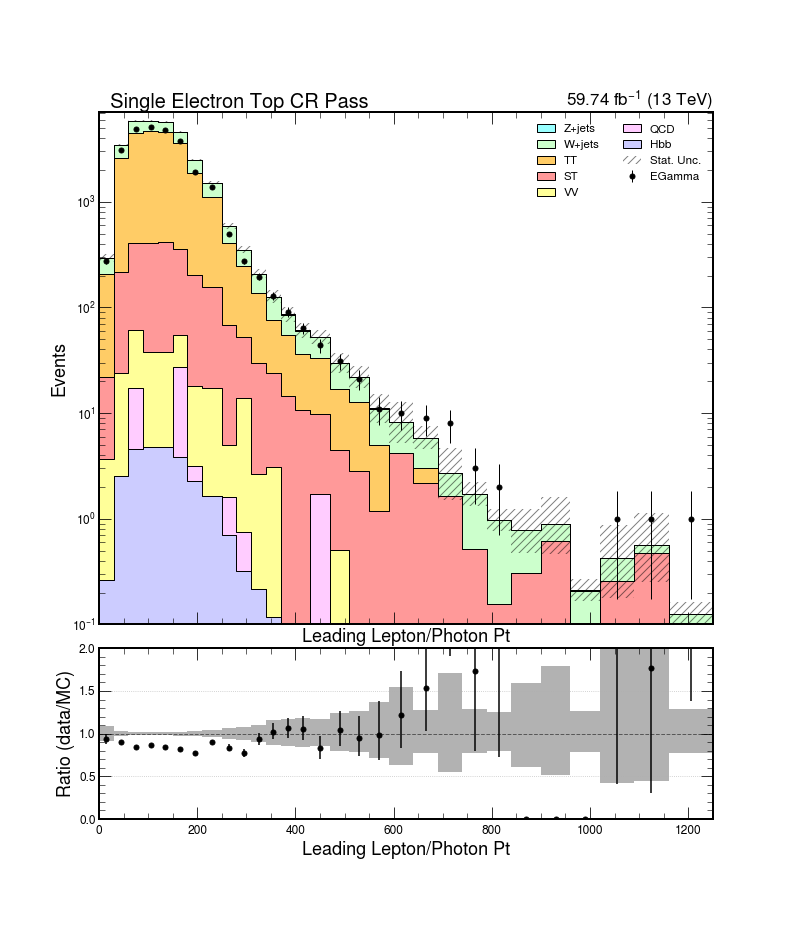 Single Electron Top CR Pass 59.74 fb⁻¹ (13 TeV)
Z+jets QCD
W+jets Hbb
TT Stat. Unc.
ST EGamma
VV
Events
10³
10²
10¹
10⁰
10⁻¹
Leading Lepton/Photon Pt
Ratio (data/MC)
2.0
1.5
1.0
0.5
0.0
0 200 400 600 800 1000 1200
Leading Lepton/Photon Pt